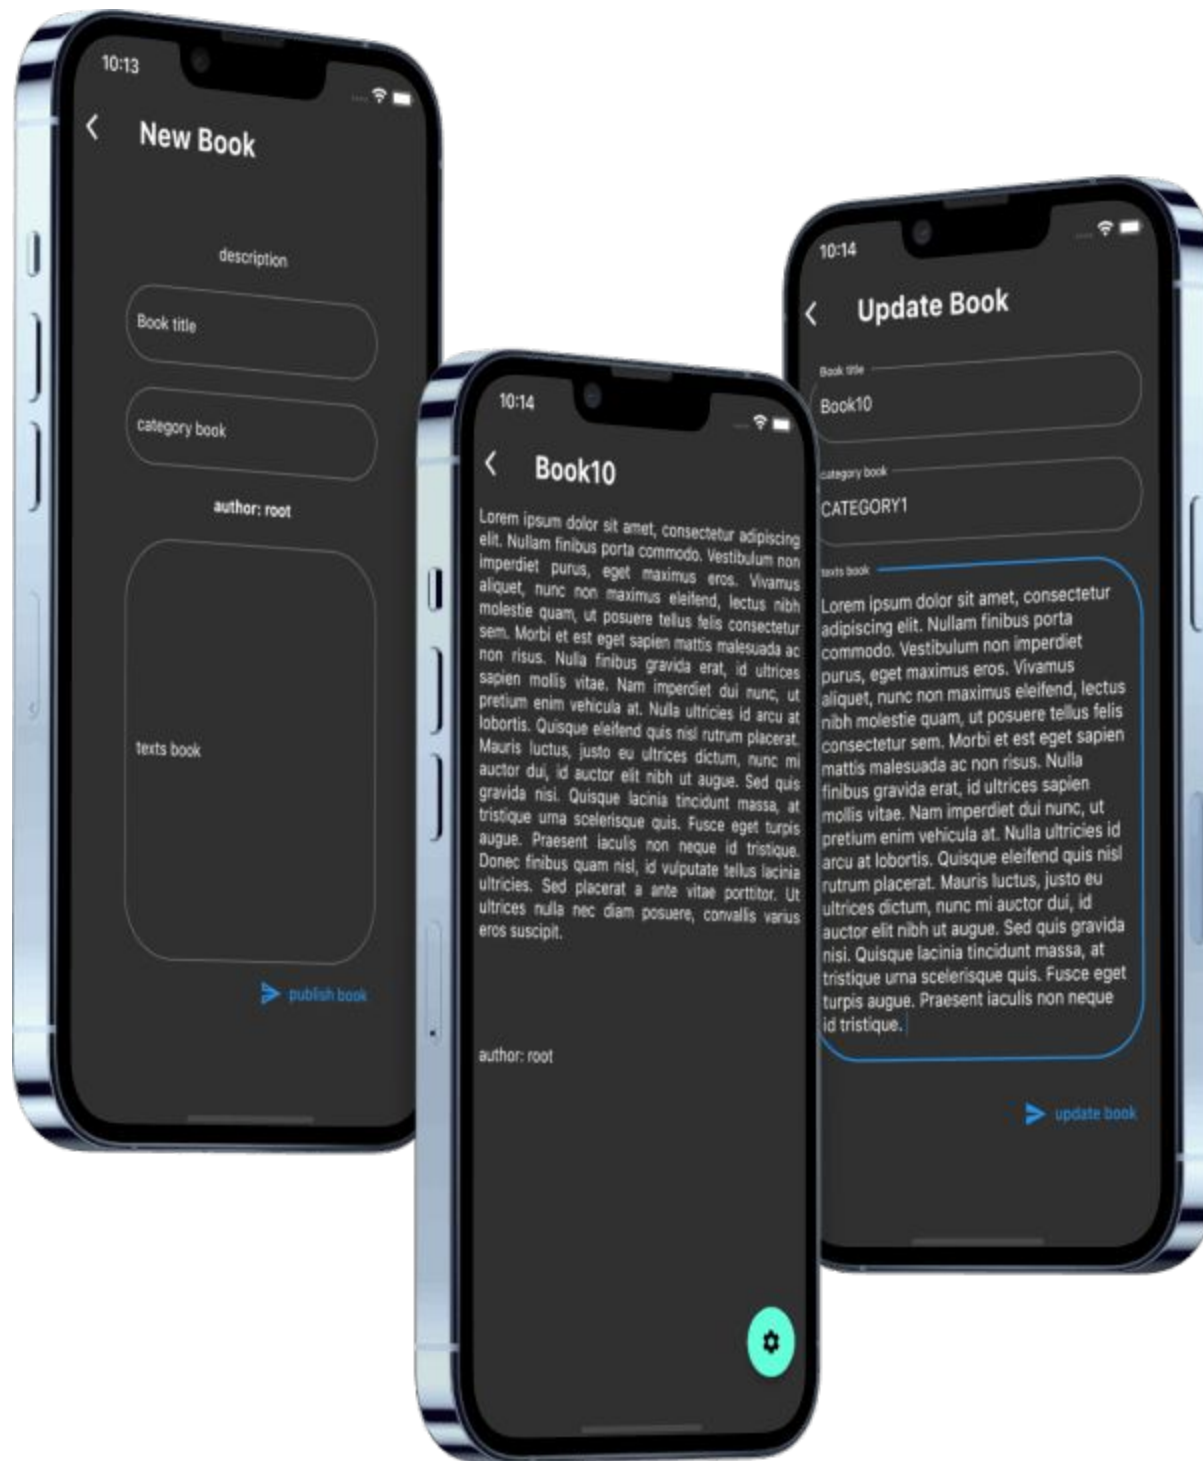 10:13
New Book
description
Book title
category book
author: root
texts book
publish book
10:14
Book10
Lorem ipsum dolor sit amet, consectetur adipiscing
elit. Nullam finibus porta commodo. Vestibulum non
imperdiet purus, eget maximus eros. Vivamus
aliquet, nunc non maximus eleifend, lectus nibh
molestie quam, ut posuere tellus felis consectetur
sem. Morbi et est eget sapien mattis malesuada ac
non risus. Nulla finibus gravida erat, id ultrices
sapien mollis vitae. Nam imperdiet dui nunc, ut
pretium enim vehicula at. Nulla ultricies id arcu at
lobortis. Quisque eleifend quis nisl rutrum placerat.
Mauris luctus, justo eu ultrices dictum, nunc mi
auctor dui, id auctor elit nibh ut augue. Sed quis
gravida nisi. Quisque lacinia tincidunt massa, at
tristique urna scelerisque quis. Fusce eget turpis
augue. Praesent iaculis non neque id tristique.
Donec finibus quam nisl, id vulputate tellus lacinia
ultricies. Sed placerat a ante vitae porttitor. Ut
ultrices nulla nec diam posuere, convallis varius
eros suscipit.
author: root
10:14
Update Book
Book title
Book10
category book
CATEGORY1
texts book
Lorem ipsum dolor sit amet, consectetur
adipiscing elit. Nullam finibus porta
commodo. Vestibulum non imperdiet
purus, eget maximus eros. Vivamus
aliquet, nunc non maximus eleifend, lectus
nibh molestie quam, ut posuere tellus felis
consectetur sem. Morbi et est eget sapien
mattis malesuada ac non risus. Nulla
finibus gravida erat, id ultrices sapien
mollis vitae. Nam imperdiet dui nunc, ut
pretium enim vehicula at. Nulla ultricies id
arcu at lobortis. Quisque eleifend quis nisl
rutrum placerat. Mauris luctus, justo eu
ultrices dictum, nunc mi auctor dui, id
auctor elit nibh ut augue. Sed quis gravida
nisi. Quisque lacinia tincidunt massa, at
tristique urna scelerisque quis. Fusce eget
turpis augue. Praesent iaculis non neque
id tristique.
update book